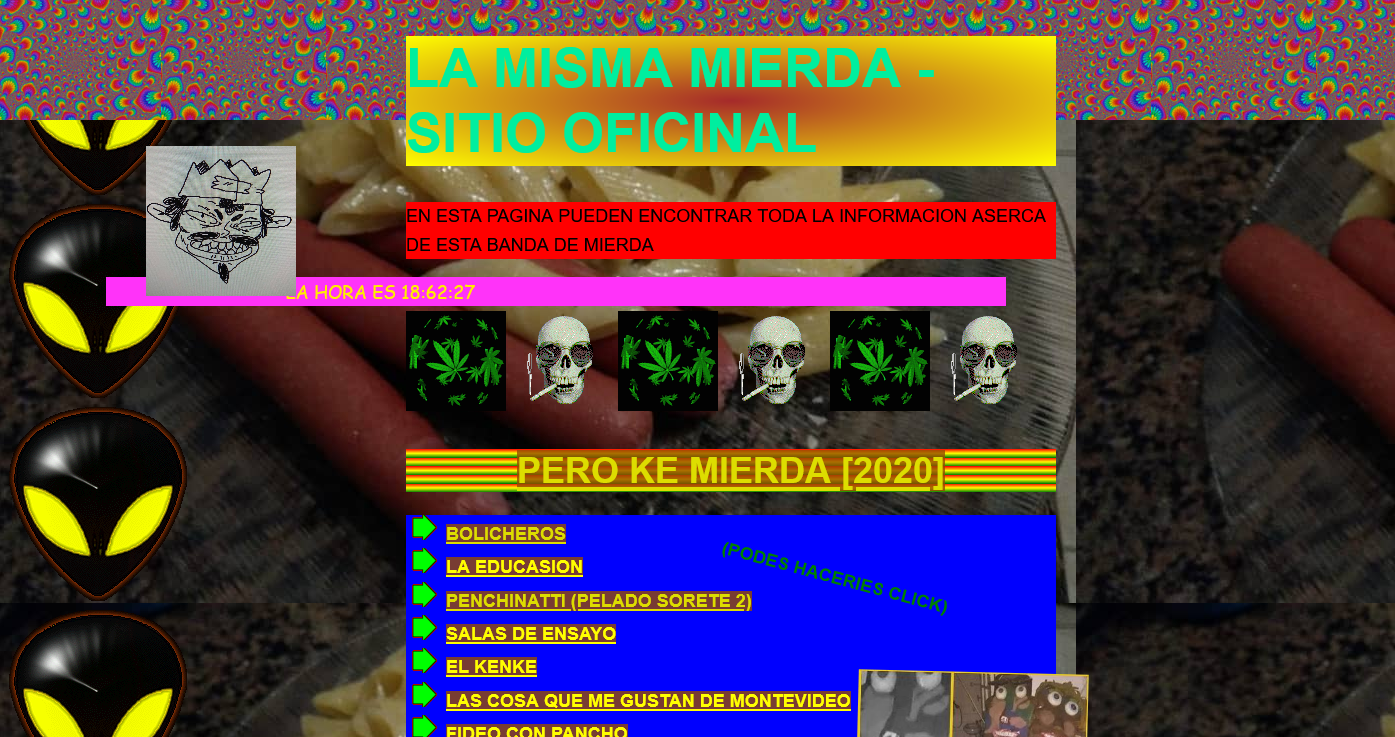 LA MISMA MIERDA -
SITIO OFICINAL
EN ESTA PAGINA PUEDEN ENCONTRAR TODA LA INFORMACION ASERCA
DE ESTA BANDA DE MIERDA
LA HORA ES 18:62:27
PERO KE MIERDA [2020]
BOLICHEROS
(PODES HACERIES CLICK)
LA EDUCASION
PENCHINATTI (PELADO SORETE 2)
SALAS DE ENSAYO
EL KENKE
LAS COSA QUE ME GUSTAN DE MONTEVIDEO
FIDEO CON PANCHO